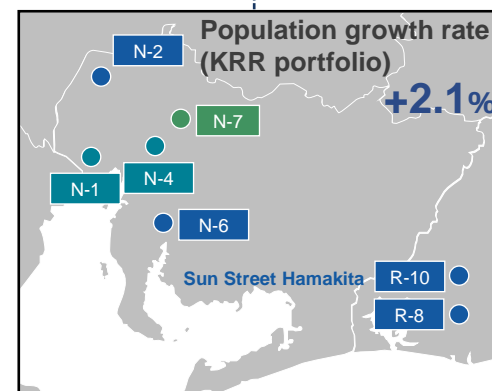 Population growth rate
(KRR portfolio)
+2.1%
N-2
N-7
N-4
N-1
N-6
Sun Street Hamakita
R-10
R-8